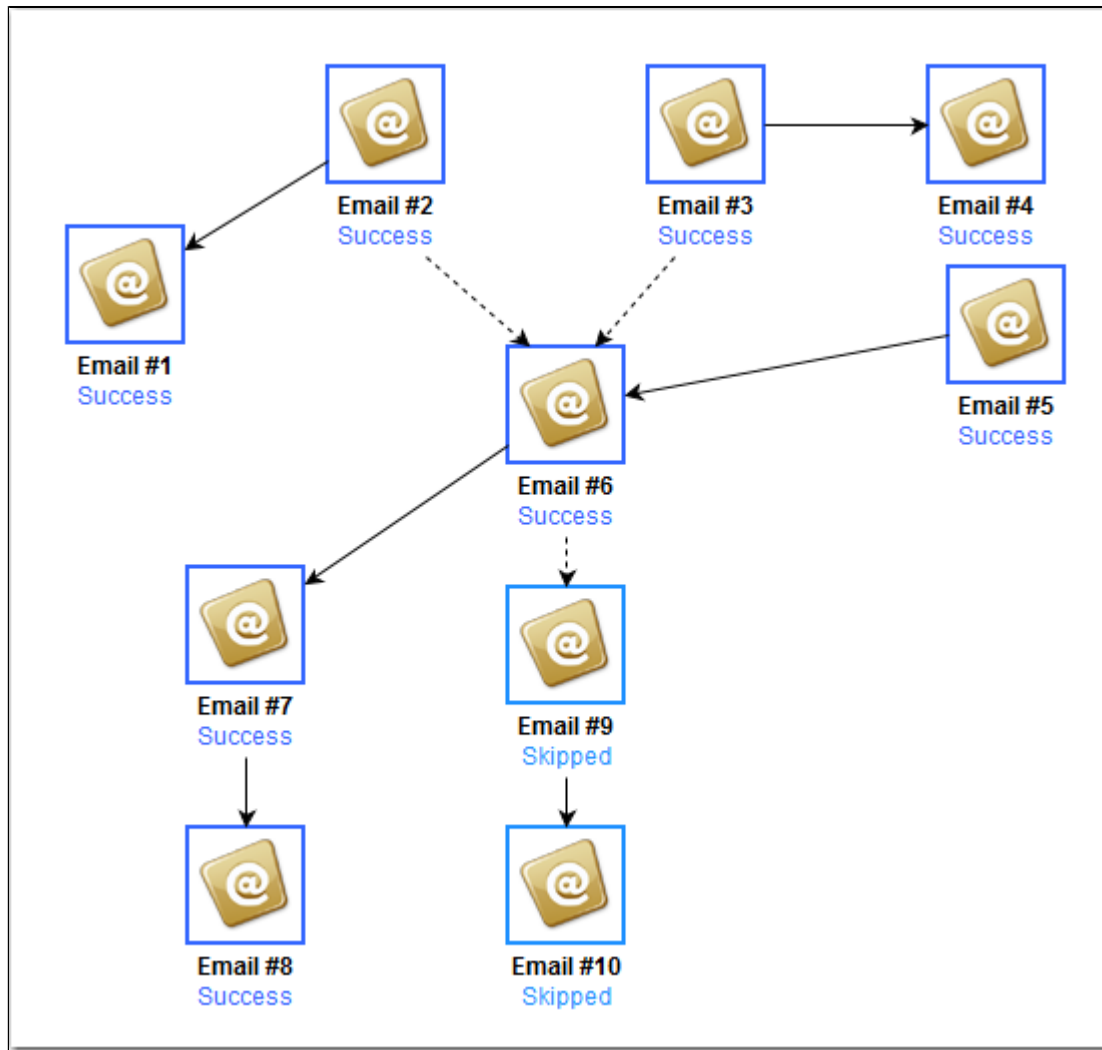 Email #2
Success
Email #3
Success
Email #4
Success
Email #1
Success
Email #5
Success
Email #6
Success
Email #7
Success
Email #9
Skipped
Email #8
Success
Email #10
Skipped